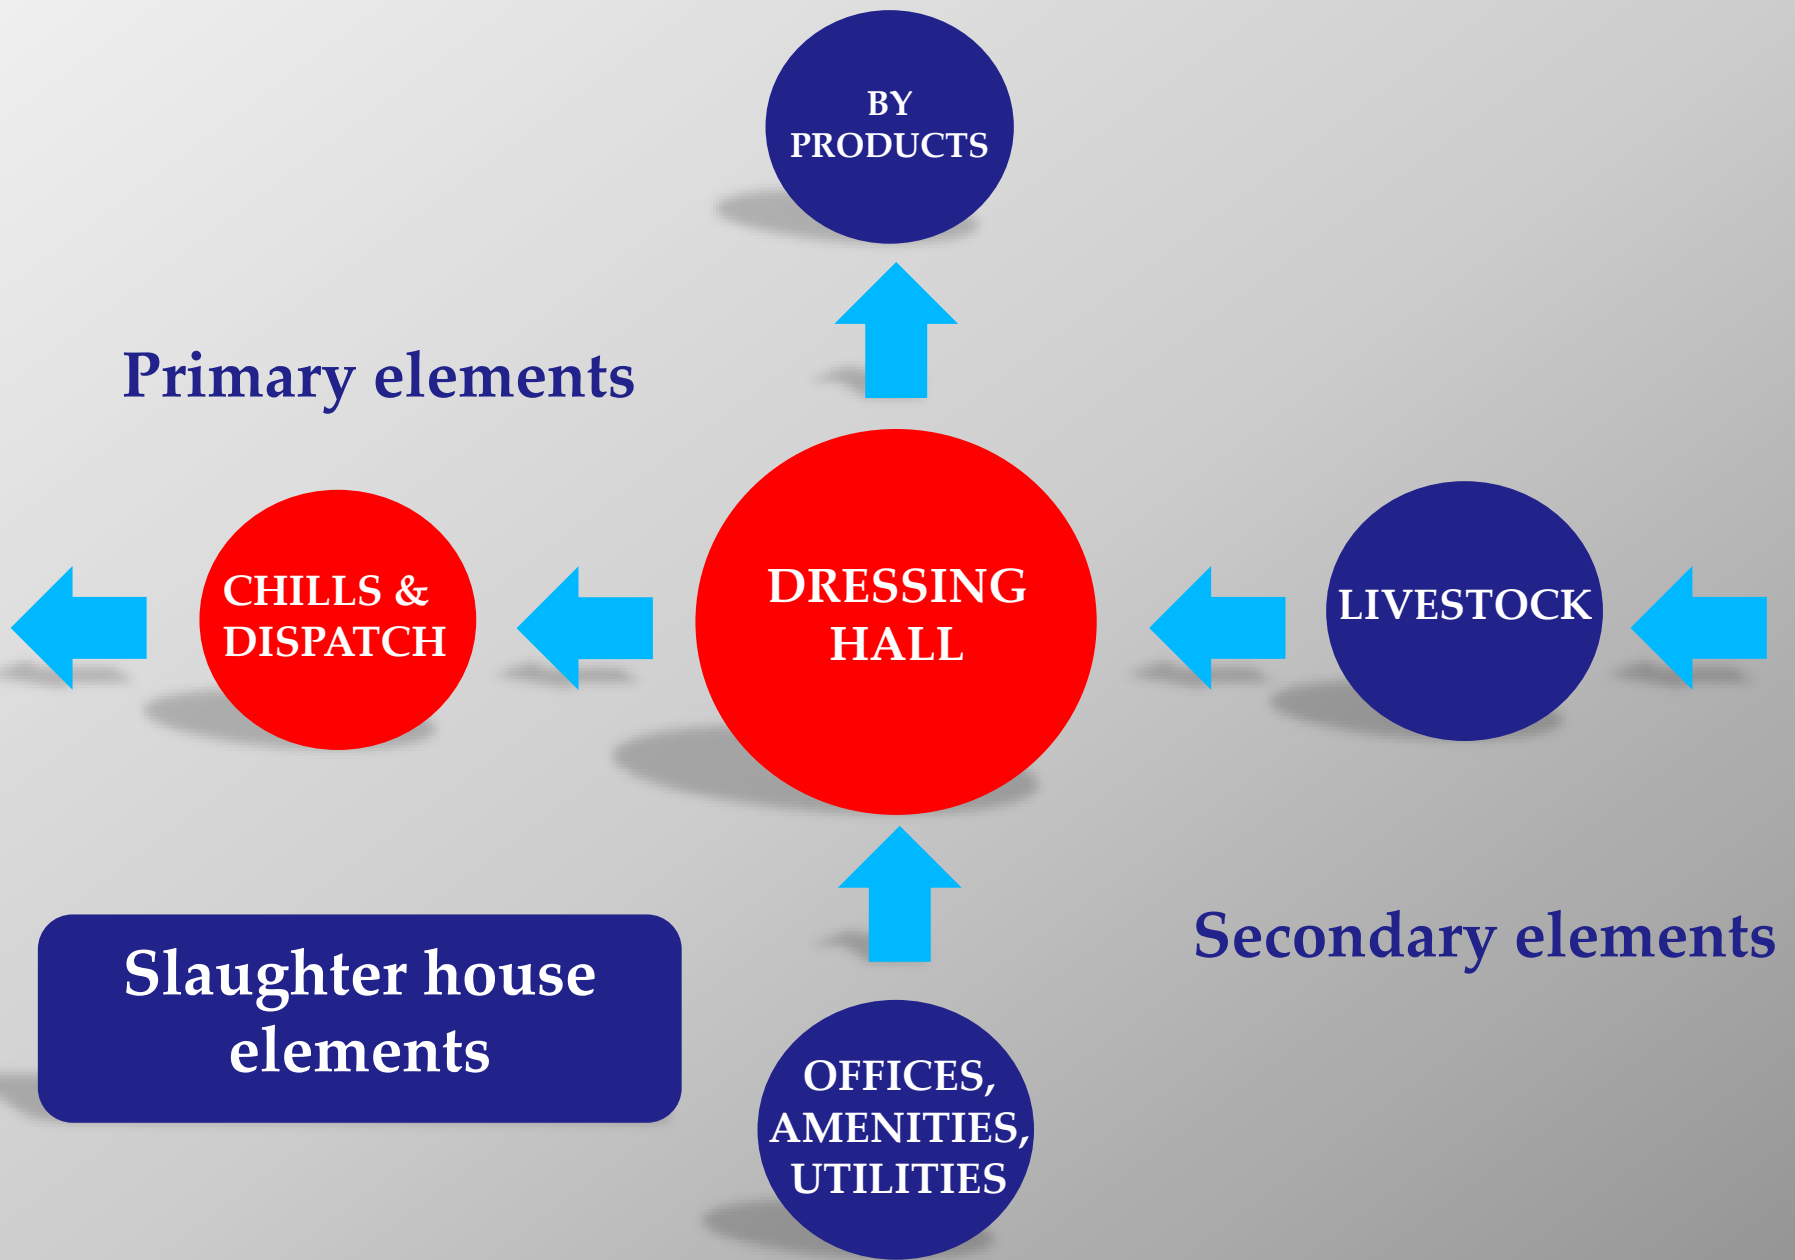 BY
PRODUCTS
Primary elements
CHILLS &
DISPATCH
DRESSING
HALL
LIVESTOCK
Secondary elements
Slaughter house
elements
OFFICES,
AMENITIES,
UTILITIES